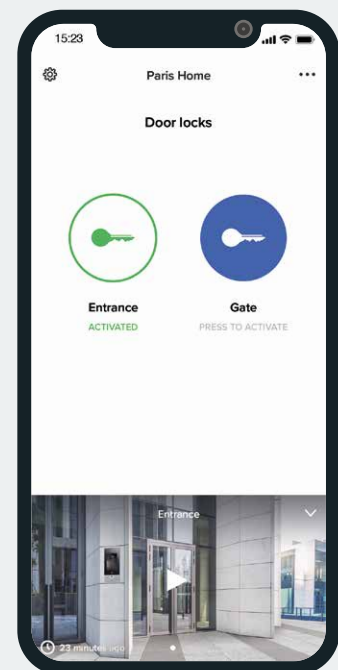 15:23
Paris Home
Door locks
Entrance
Gate
ACTIVATED
PRESS TO ACTIVATE
Entrance
23 minutes ago